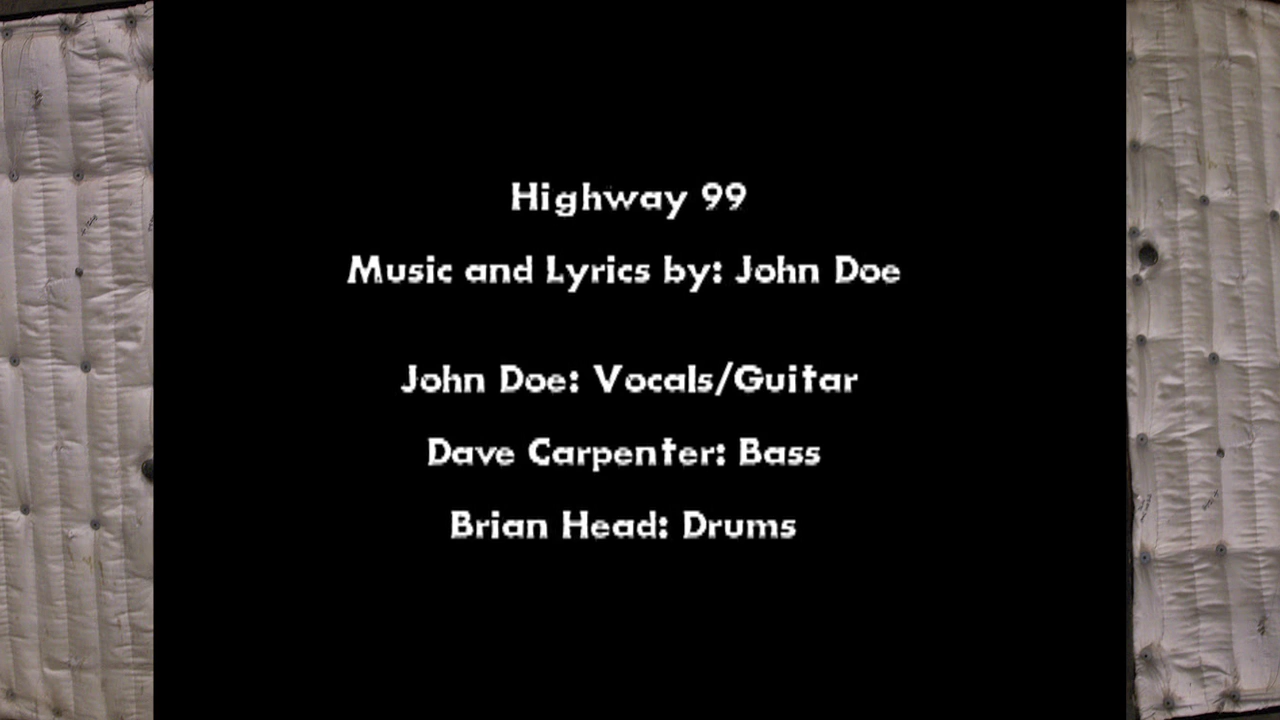 Highway 99
Music and Lyrics by: John Doe
John Doe: Vocals/Guitar
Dave Carpenter: Bass
Brian Head: Drums